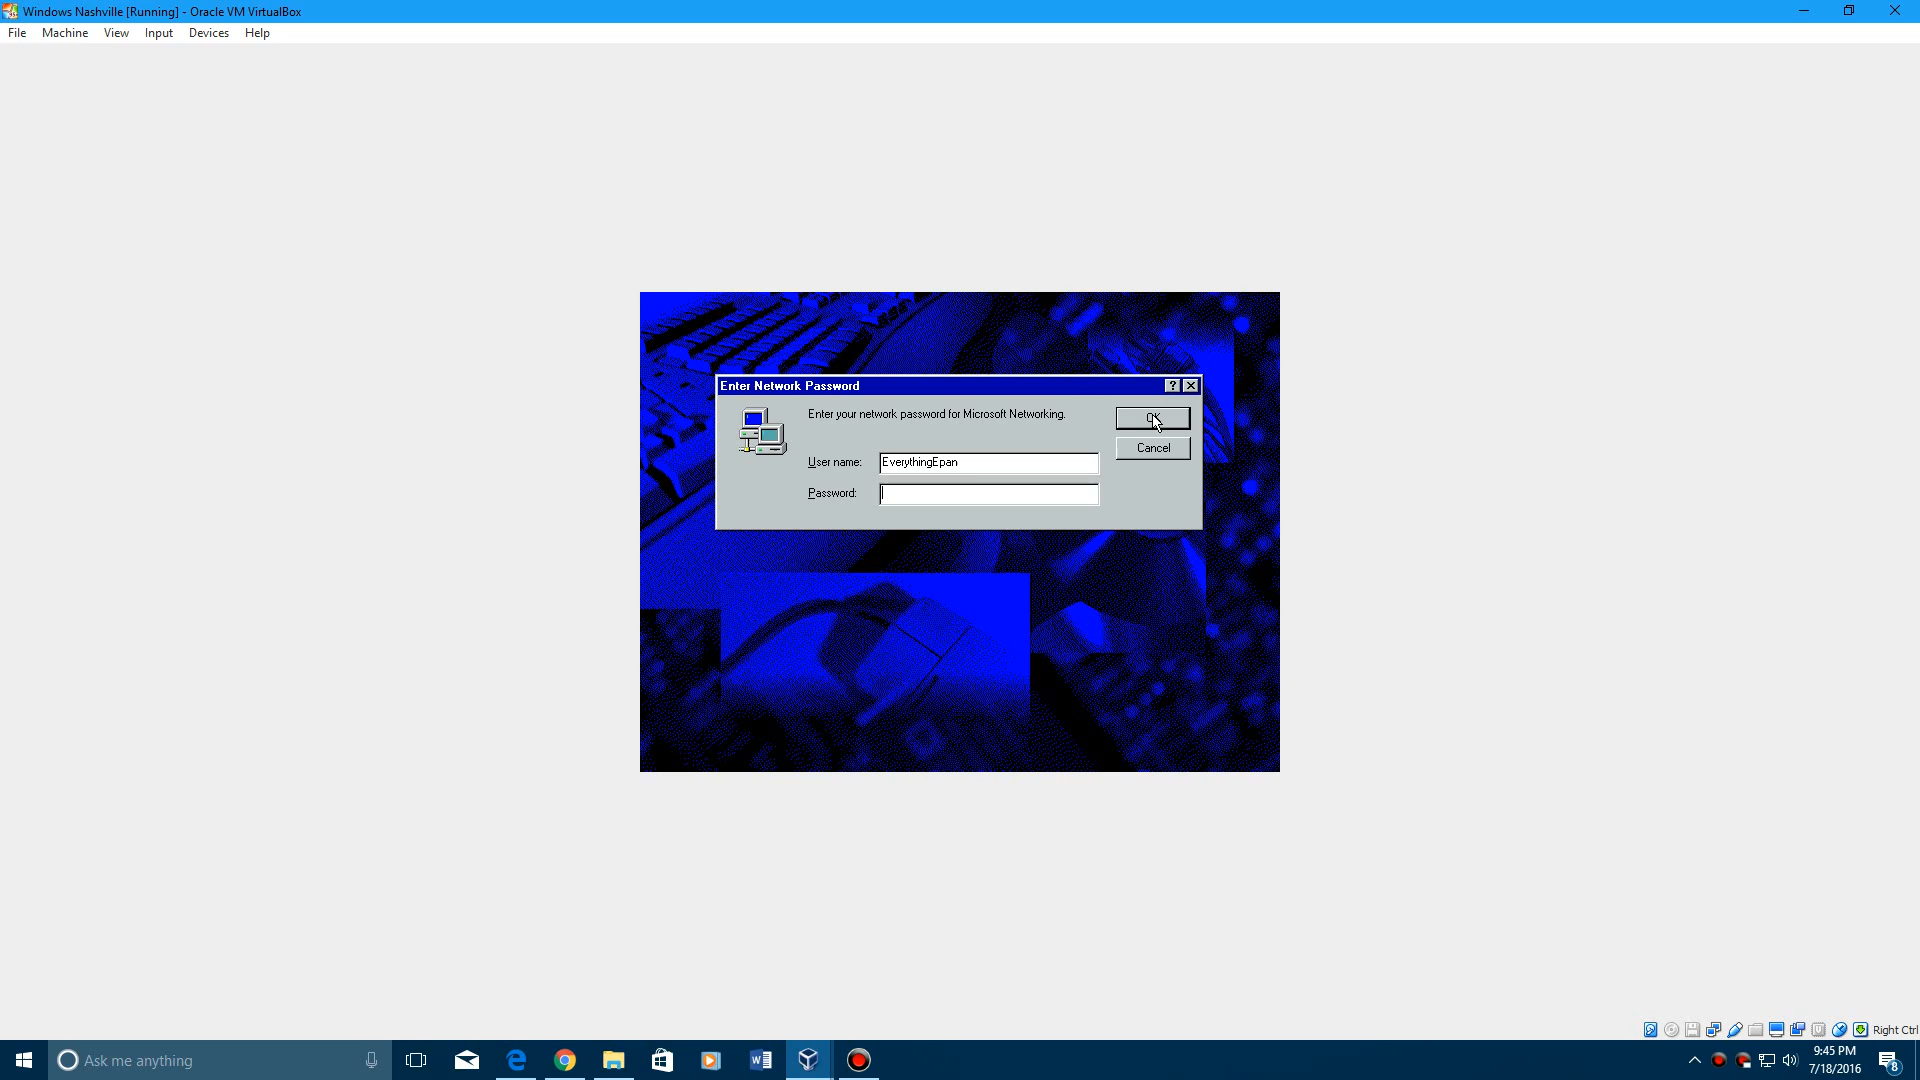 Windows Nashville [Running] - Oracle VM VirtualBox
File Machine View Input Devices Help
Enter Network Password
Enter your network password for Microsoft Networking.
OK
Cancel
User name: EverythingEpan
Password:
Right Ctrl
Ask me anything
9:45 PM
7/18/2016
8